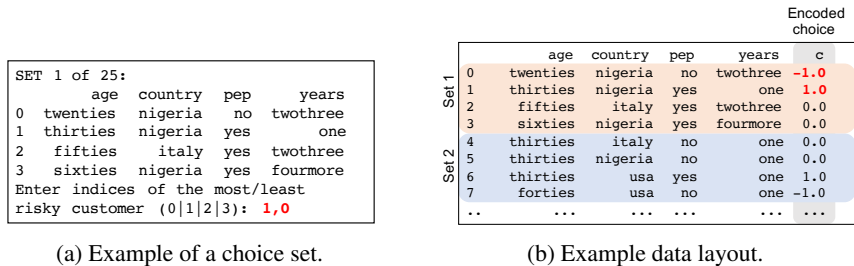 SET 1 of 25:
age country pep years
0 twenties nigeria no twothree
1 thirties nigeria yes one
2 fifties italy yes twothree
3 sixties nigeria yes fourmore
Enter indices of the most/least
risky customer (0|1|2|3): 1,0
(a) Example of a choice set.
Encoded
choice
age country pep years c
Set 1
0 twenties nigeria no twothree -1.0
1 thirties nigeria yes one 1.0
2 fifties italy yes twothree 0.0
3 sixties nigeria yes fourmore 0.0
Set 2
4 thirties italy no one 0.0
5 thirties nigeria no one 0.0
6 thirties usa yes one 1.0
7 forties usa no one -1.0
.. ... ... ... ... ...
(b) Example data layout.